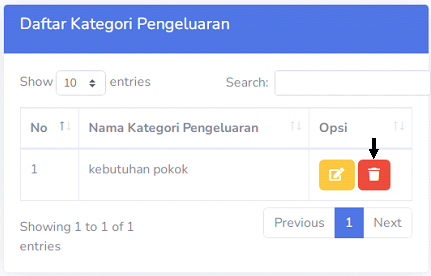 Daftar Kategori Pengeluaran
Show 10 entries Search:
No Nama Kategori Pengeluaran Opsi
1 kebutuhan pokok
Showing 1 to 1 of 1
entries
Previous 1 Next